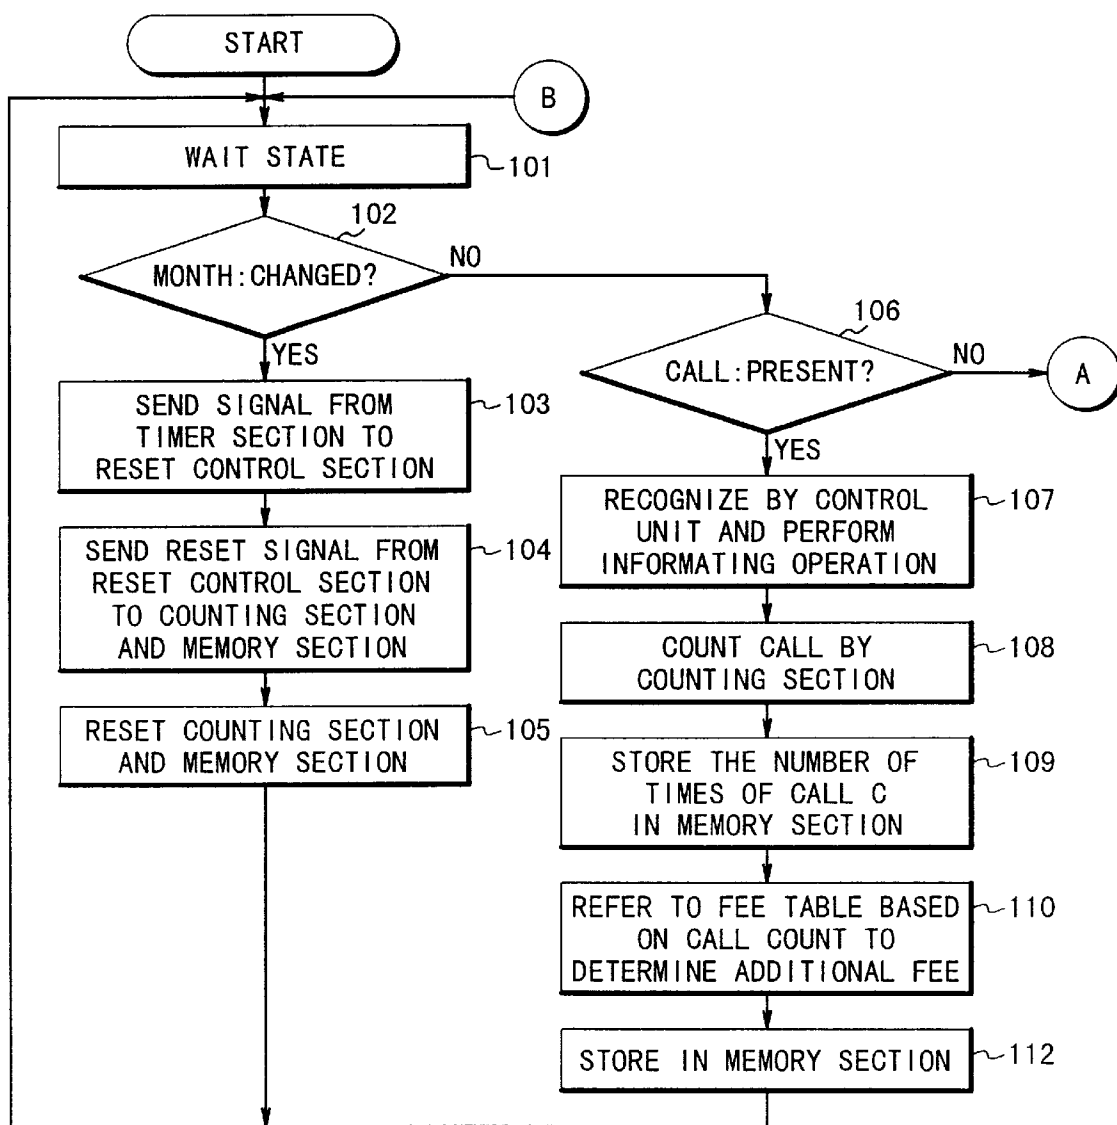 START
B
WAIT STATE
101
102
MONTH:CHANGED?
NO
YES
106
CALL:PRESENT?
NO
A
YES
SEND SIGNAL FROM
TIMER SECTION TO
RESET CONTROL SECTION
103
SEND RESET SIGNAL FROM
RESET CONTROL SECTION
TO COUNTING SECTION
AND MEMORY SECTION
104
RESET COUNTING SECTION
AND MEMORY SECTION
105
RECOGNIZE BY CONTROL
UNIT AND PERFORM
INFORMATING OPERATION
107
COUNT CALL BY
COUNTING SECTION
108
STORE THE NUMBER OF
TIMES OF CALL C
IN MEMORY SECTION
109
REFER TO FEE TABLE BASED
ON CALL COUNT TO
DETERMINE ADDITIONAL FEE
110
STORE IN MEMORY SECTION
112